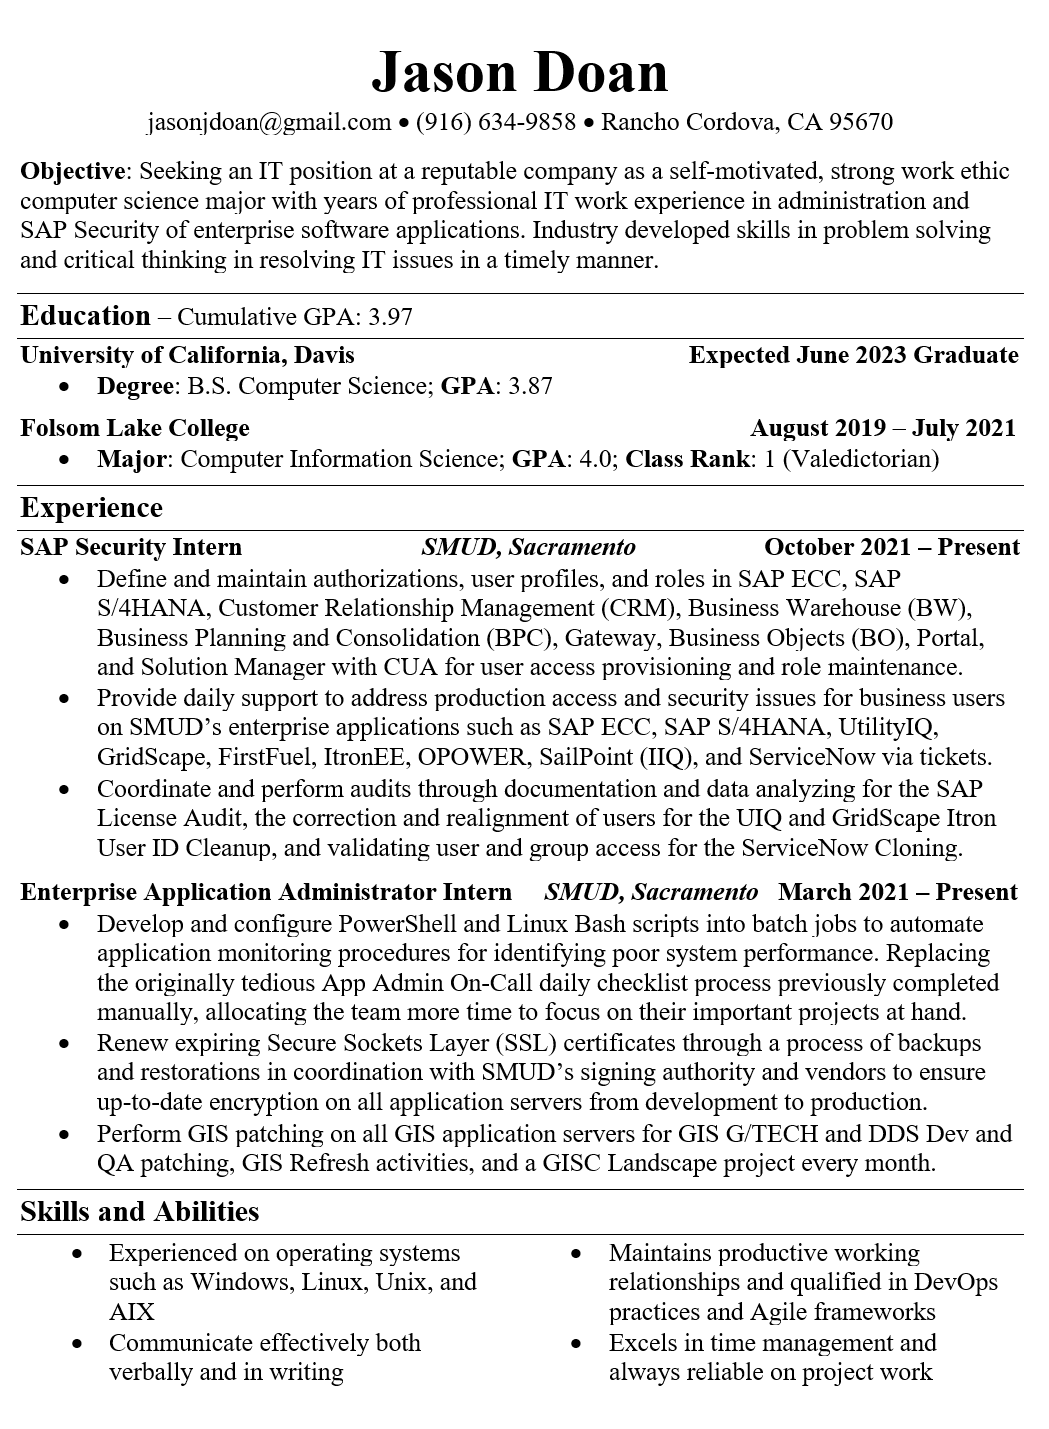 Jason Doan
jasonjdoan@gmail.com • (916) 634-9858 • Rancho Cordova, CA 95670
Objective: Seeking an IT position at a reputable company as a self-motivated, strong work ethic
computer science major with years of professional IT work experience in administration and
SAP Security of enterprise software applications. Industry developed skills in problem solving
and critical thinking in resolving IT issues in a timely manner.
Education – Cumulative GPA: 3.97
University of California, Davis Expected June 2023 Graduate
• Degree: B.S. Computer Science; GPA: 3.87
Folsom Lake College August 2019 – July 2021
• Major: Computer Information Science; GPA: 4.0; Class Rank: 1 (Valedictorian)
Experience
SAP Security Intern SMUD, Sacramento October 2021 – Present
• Define and maintain authorizations, user profiles, and roles in SAP ECC, SAP
S/4HANA, Customer Relationship Management (CRM), Business Warehouse (BW),
Business Planning and Consolidation (BPC), Gateway, Business Objects (BO), Portal,
and Solution Manager with CUA for user access provisioning and role maintenance.
• Provide daily support to address production access and security issues for business users
on SMUD’s enterprise applications such as SAP ECC, SAP S/4HANA, UtilityIQ,
GridScape, FirstFuel, ItronEE, OPOWER, SailPoint (IIQ), and ServiceNow via tickets.
• Coordinate and perform audits through documentation and data analyzing for the SAP
License Audit, the correction and realignment of users for the UIQ and GridScape Itron
User ID Cleanup, and validating user and group access for the ServiceNow Cloning.
Enterprise Application Administrator Intern SMUD, Sacramento March 2021 – Present
• Develop and configure PowerShell and Linux Bash scripts into batch jobs to automate
application monitoring procedures for identifying poor system performance. Replacing
the originally tedious App Admin On-Call daily checklist process previously completed
manually, allocating the team more time to focus on their important projects at hand.
• Renew expiring Secure Sockets Layer (SSL) certificates through a process of backups
and restorations in coordination with SMUD’s signing authority and vendors to ensure
up-to-date encryption on all application servers from development to production.
• Perform GIS patching on all GIS application servers for GIS G/TECH and DDS Dev and
QA patching, GIS Refresh activities, and a GISC Landscape project every month.
Skills and Abilities
• Experienced on operating systems
such as Windows, Linux, Unix, and
AIX
• Communicate effectively both
verbally and in writing
• Maintains productive working
relationships and qualified in DevOps
practices and Agile frameworks
• Excels in time management and
always reliable on project work